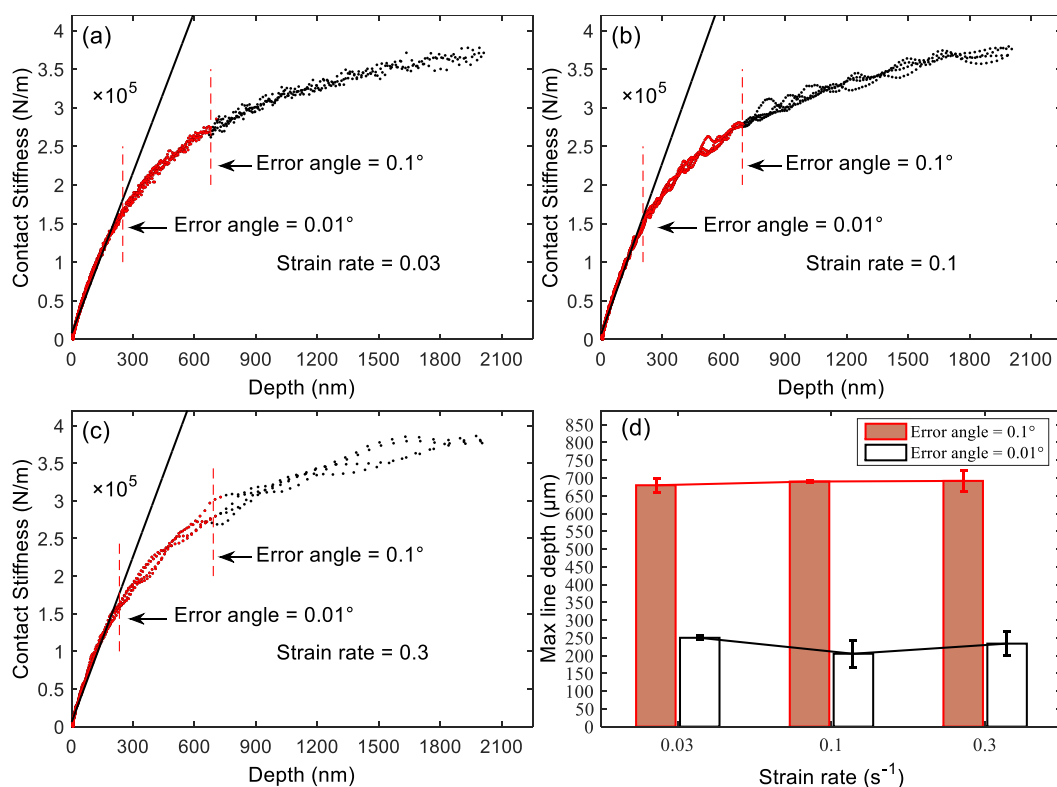 (a)
×10⁵
Contact Stiffness (N/m)
4
3.5
3
2.5
2
1.5
1
0.5
0
Error angle = 0.1°
Error angle = 0.01°
Strain rate = 0.03
0 300 600 900 1200 1500 1800 2100
Depth (nm)
(b)
×10⁵
Contact Stiffness (N/m)
4
3.5
3
2.5
2
1.5
1
0.5
0
Error angle = 0.1°
Error angle = 0.01°
Strain rate = 0.1
0 300 600 900 1200 1500 1800 2100
Depth (nm)
(c)
×10⁵
Contact Stiffness (N/m)
4
3.5
3
2.5
2
1.5
1
0.5
0
Error angle = 0.1°
Error angle = 0.01°
Strain rate = 0.3
0 300 600 900 1200 1500 1800 2100
Depth (nm)
(d)
Error angle = 0.1°
Error angle = 0.01°
Max line depth (μm)
850
800
750
700
650
600
550
500
450
400
350
300
250
200
150
100
50
0
0.03 0.1 0.3
Strain rate (s⁻¹)